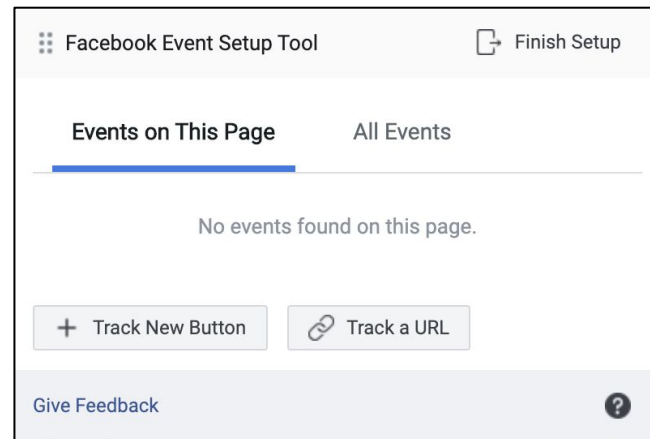 Facebook Event Setup Tool
Finish Setup
Events on This Page
All Events
No events found on this page.
+ Track New Button
Track a URL
Give Feedback
?